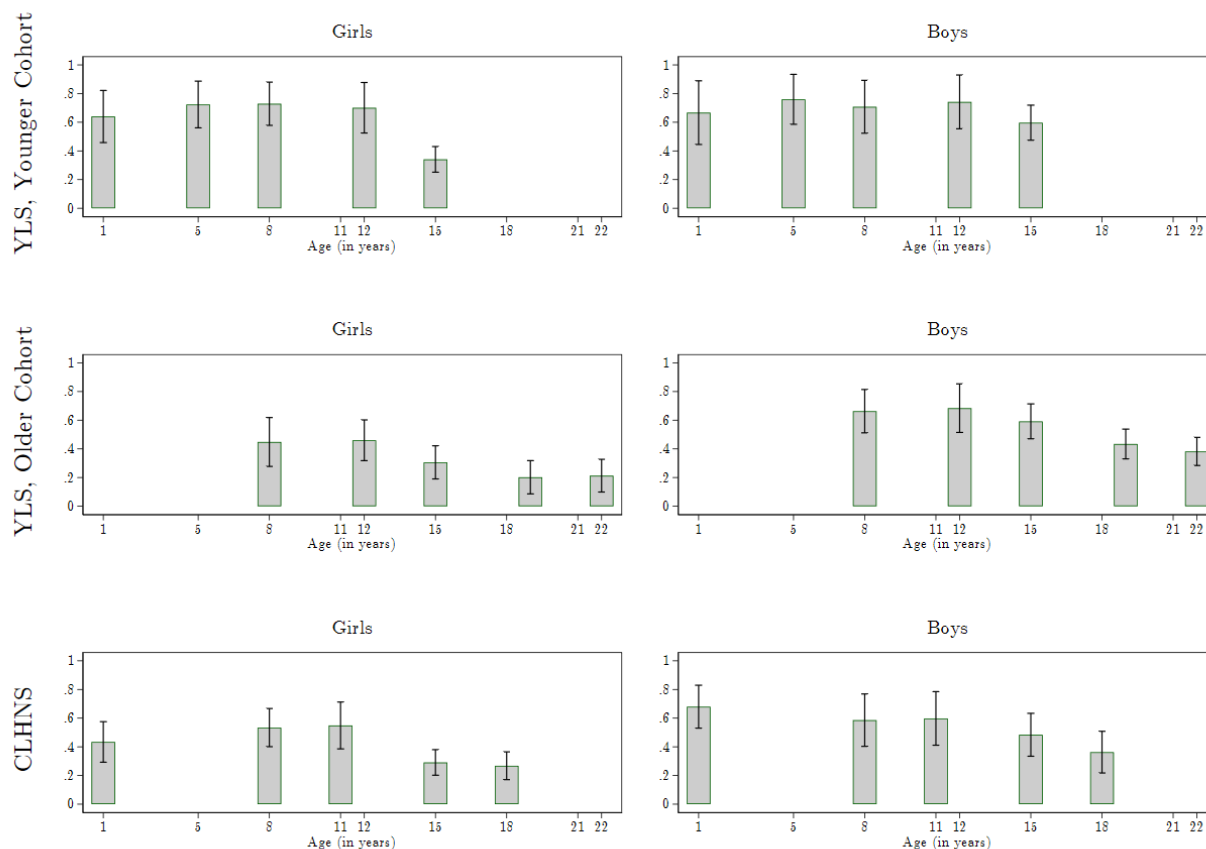 YLS, Younger Cohort
Girls
1
.8
.6
.4
.2
0
1 5 8 11 12 15 18 21 22
Age (in years)
Boys
1
.8
.6
.4
.2
0
1 5 8 11 12 15 18 21 22
Age (in years)
YLS, Older Cohort
Girls
1
.8
.6
.4
.2
0
1 5 8 11 12 15 18 21 22
Age (in years)
Boys
1
.8
.6
.4
.2
0
1 5 8 11 12 15 18 21 22
Age (in years)
CLHNS
Girls
1
.8
.6
.4
.2
0
1 5 8 11 12 15 18 21 22
Age (in years)
Boys
1
.8
.6
.4
.2
0
1 5 8 11 12 15 18 21 22
Age (in years)